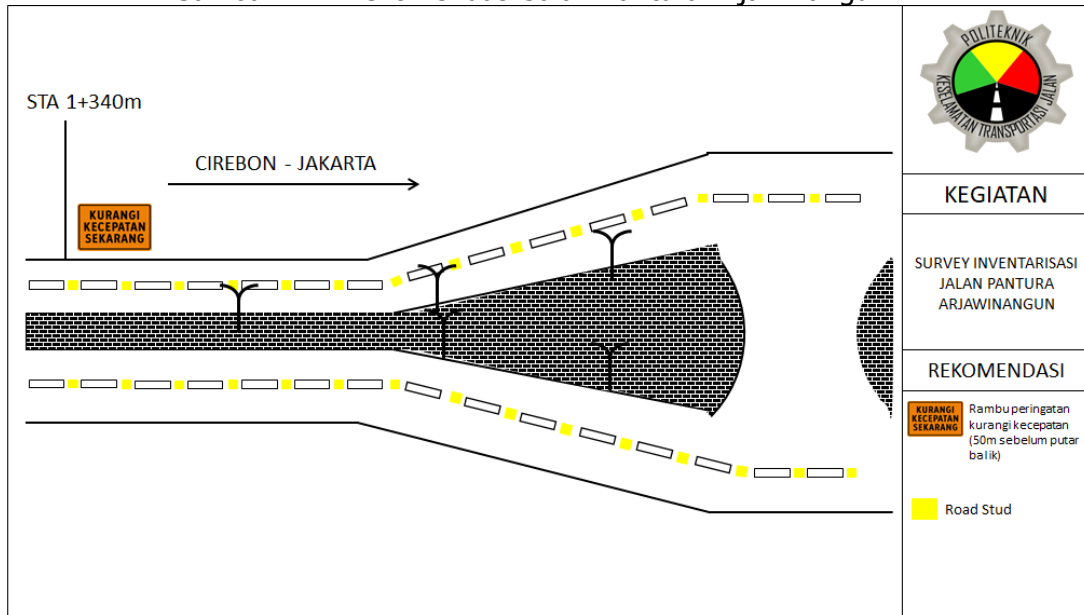 STA 1+340m
CIREBON - JAKARTA
KURANGI
KECEPATAN
SEKARANG
POLITEKNIK
KESELAMATAN TRANSPORTASI JALAN
KEGIATAN
SURVEY INVENTARISASI
JALAN PANTURA
ARJAWINANGUN
REKOMENDASI
KURANGI
KECEPATAN
SEKARANG
Rambu peringatan
kurangi kecepatan
(50m sebelum putar
balik)
Road Stud